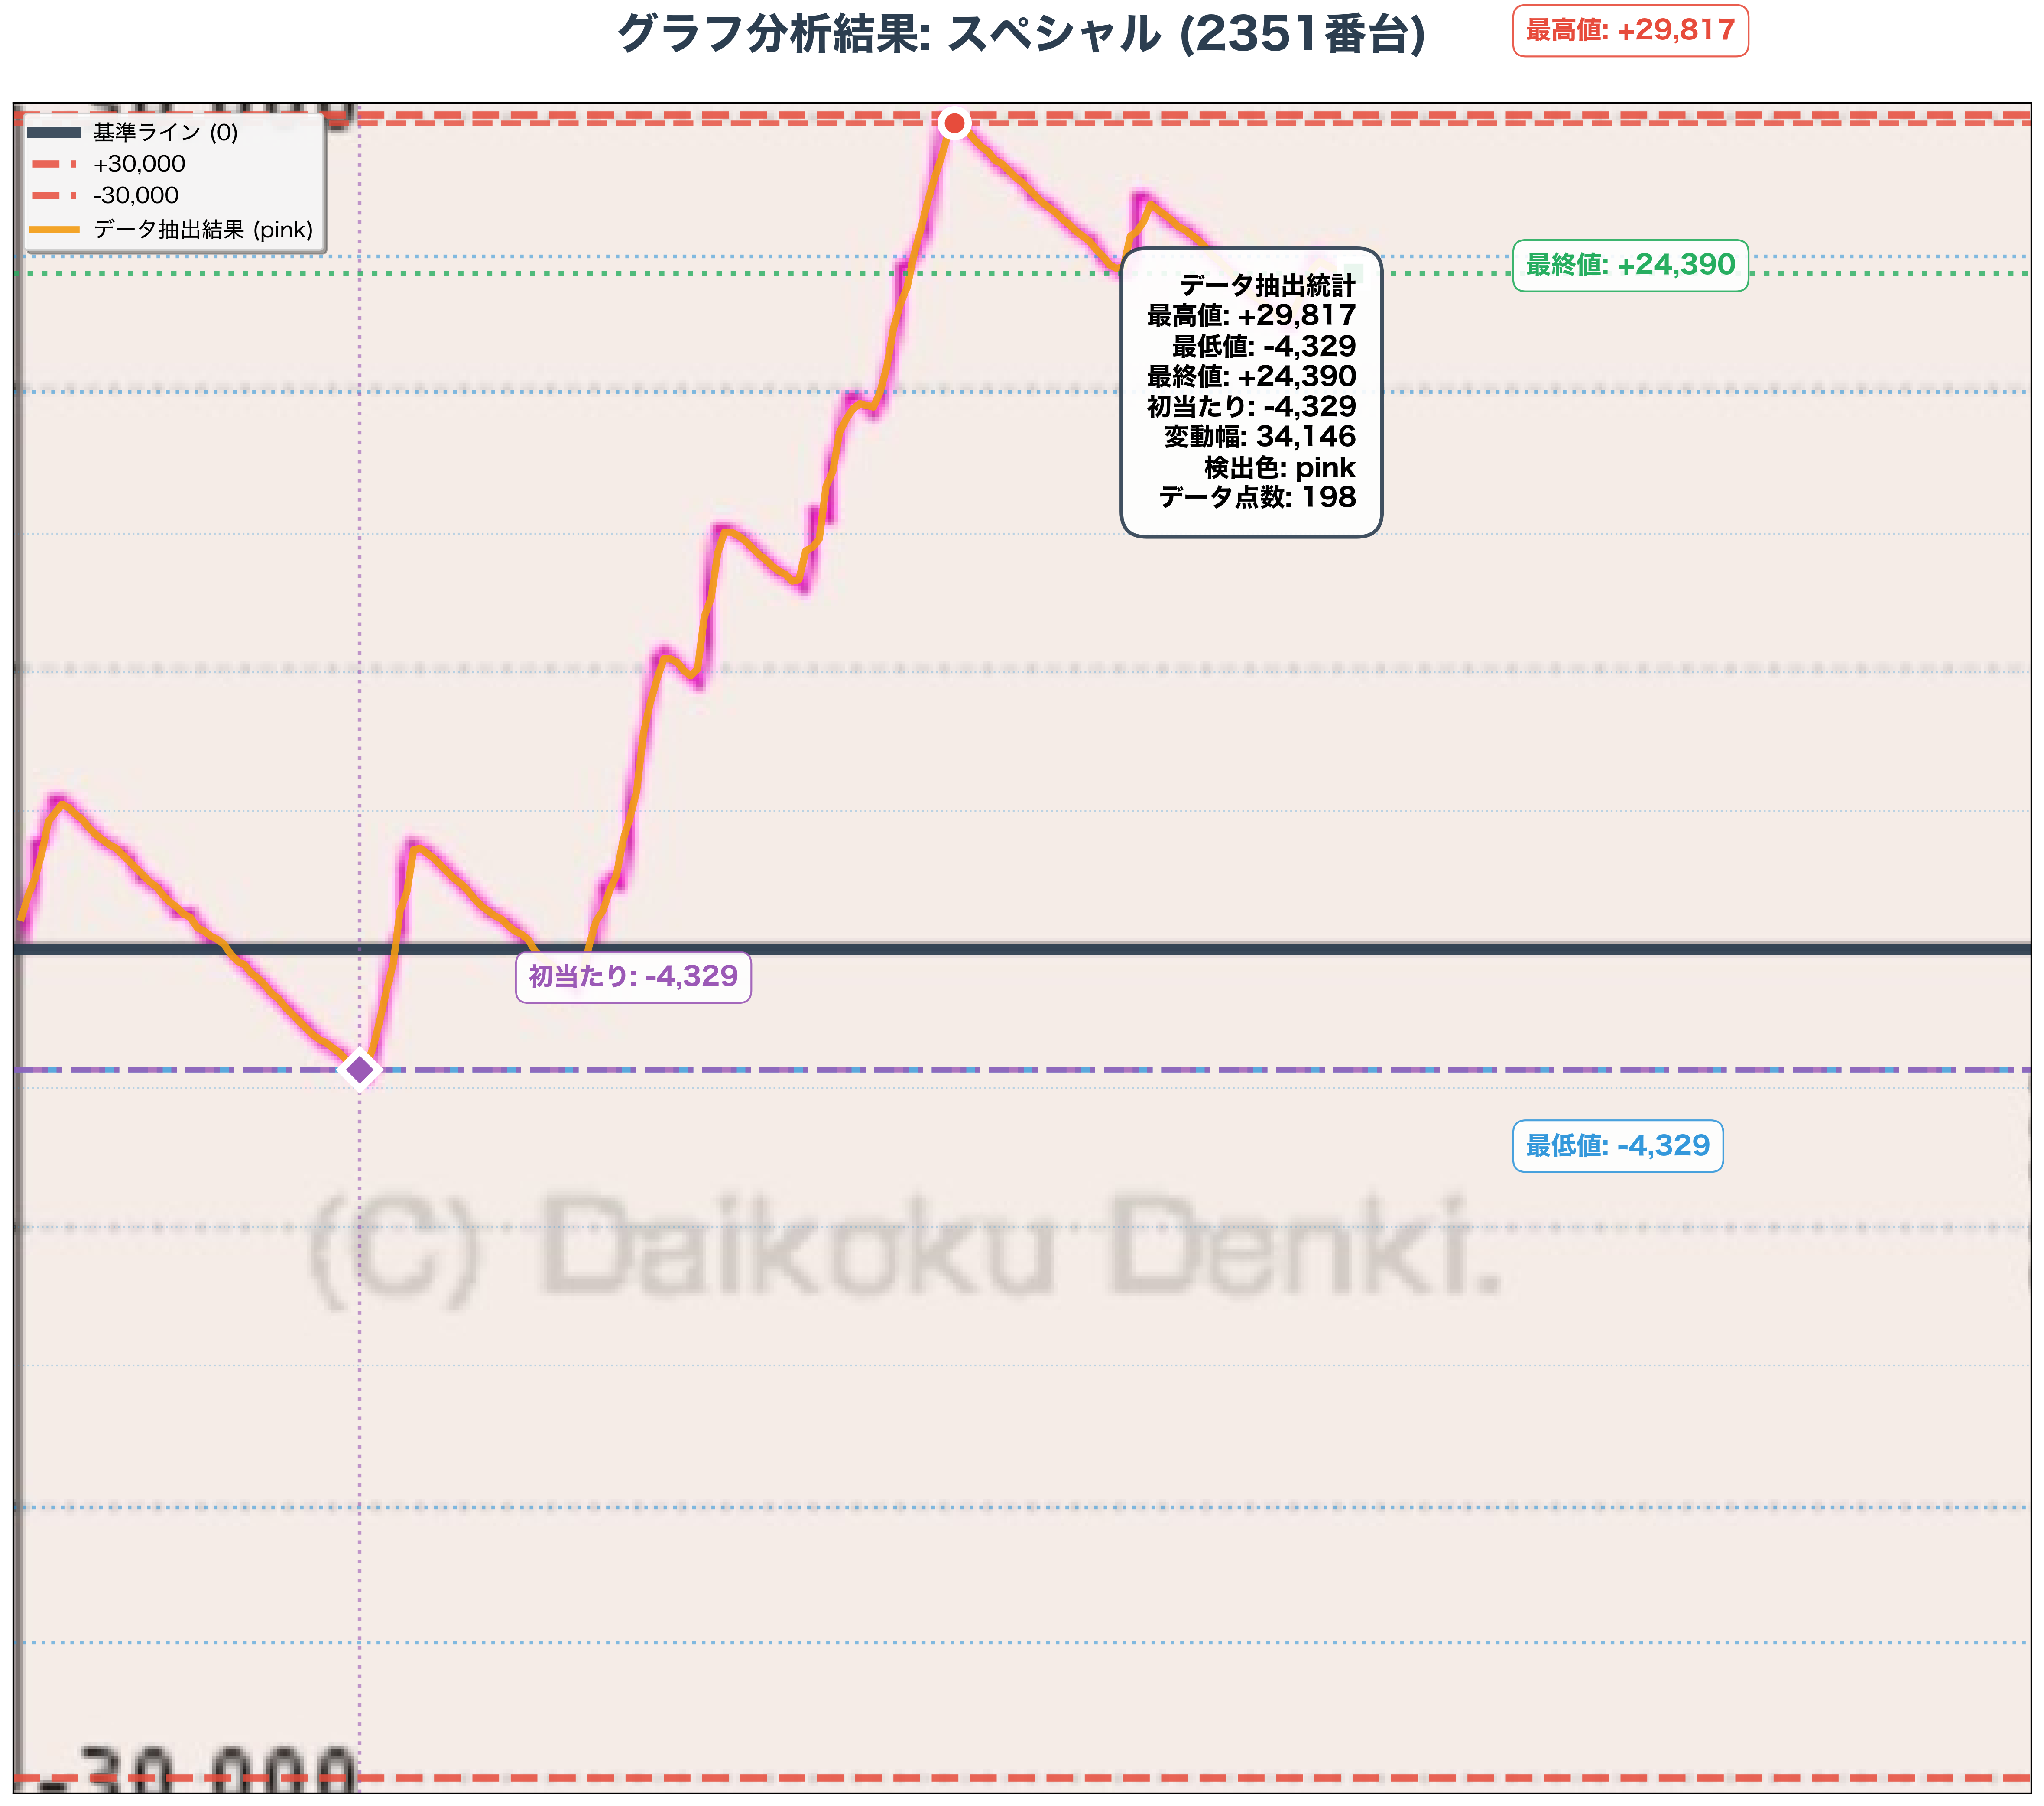 グラフ分析結果: スペシャル (2351番台)
最高値: +29,817
基準ライン (0)
+30,000
-30,000
データ抽出結果 (pink)
最終値: +24,390
データ抽出統計
最高値: +29,817
最低値: -4,329
最終値: +24,390
初当たり: -4,329
変動幅: 34,146
検出色: pink
データ点数: 198
初当たり: -4,329
最低値: -4,329
(C) Daikoku Denki.
-30,000